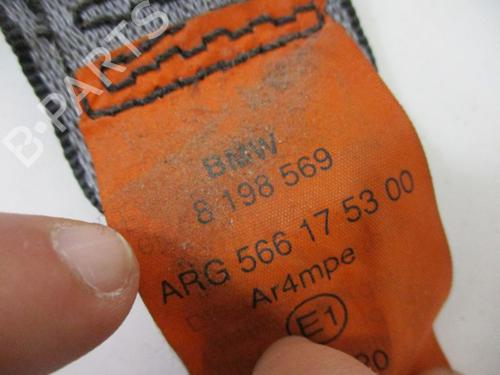 B-PARTS
BMW
8 198 569
ARG 566 17 53 00
Ar4mpe
E1